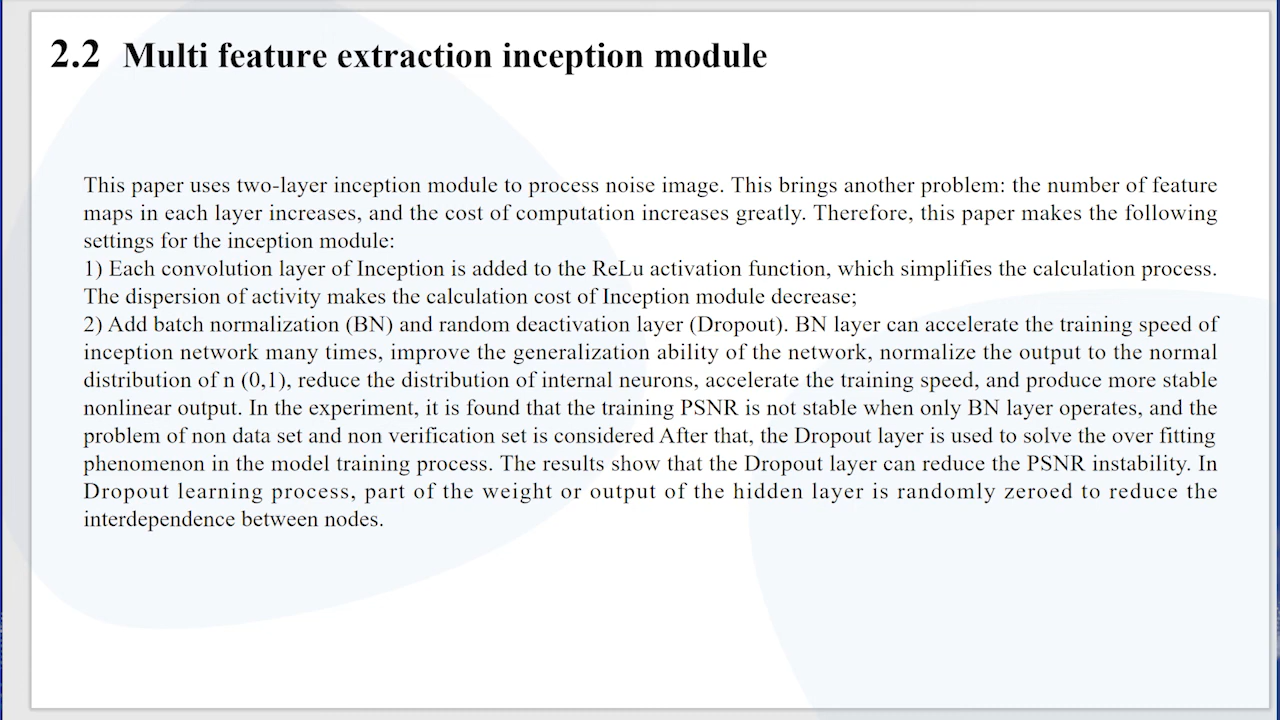 2.2 Multi feature extraction inception module
This paper uses two-layer inception module to process noise image. This brings another problem: the number of feature
maps in each layer increases, and the cost of computation increases greatly. Therefore, this paper makes the following
settings for the inception module:
1) Each convolution layer of Inception is added to the ReLu activation function, which simplifies the calculation process.
The dispersion of activity makes the calculation cost of Inception module decrease;
2) Add batch normalization (BN) and random deactivation layer (Dropout). BN layer can accelerate the training speed of
inception network many times, improve the generalization ability of the network, normalize the output to the normal
distribution of n (0,1), reduce the distribution of internal neurons, accelerate the training speed, and produce more stable
nonlinear output. In the experiment, it is found that the training PSNR is not stable when only BN layer operates, and the
problem of non data set and non verification set is considered After that, the Dropout layer is used to solve the over fitting
phenomenon in the model training process. The results show that the Dropout layer can reduce the PSNR instability. In
Dropout learning process, part of the weight or output of the hidden layer is randomly zeroed to reduce the
interdependence between nodes.